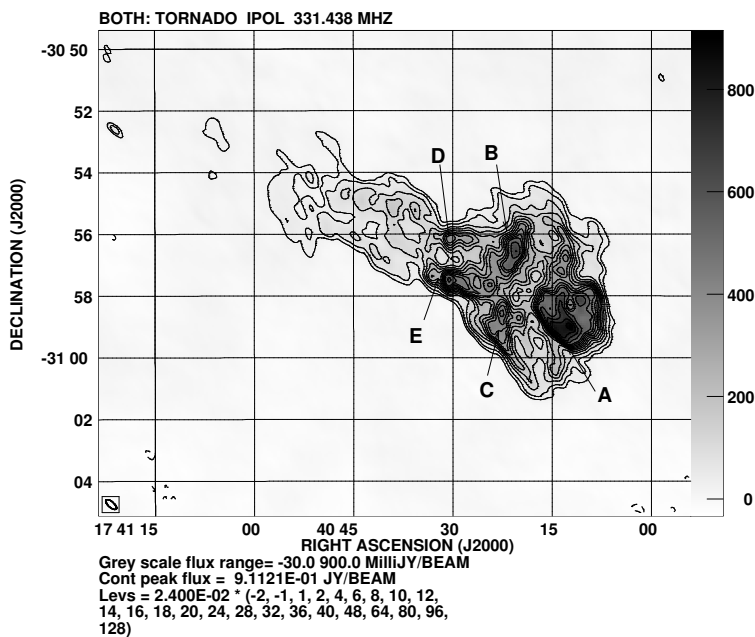 BOTH: TORNADO IPOL 331.438 MHZ
-30 50
52
54
56
58
-31 00
02
04
DECLINATION (J2000)
D
B
E
C
A
800
600
400
200
0
17 41 15 00 40 45 30 15 00
RIGHT ASCENSION (J2000)
Grey scale flux range= -30.0 900.0 MilliJY/BEAM
Cont peak flux = 9.1121E-01 JY/BEAM
Levs = 2.400E-02 * (-2, -1, 1, 2, 4, 6, 8, 10, 12,
14, 16, 18, 20, 24, 28, 32, 36, 40, 48, 64, 80, 96,
128)